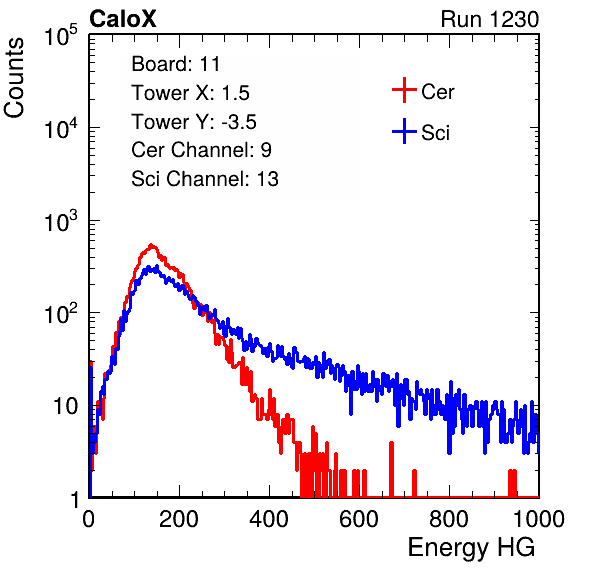 CaloX Run 1230
Counts
10^5
10^4
10^3
10^2
10
1
Board: 11
Tower X: 1.5
Tower Y: -3.5
Cer Channel: 9
Sci Channel: 13
Cer
Sci
0 200 400 600 800 1000
Energy HG